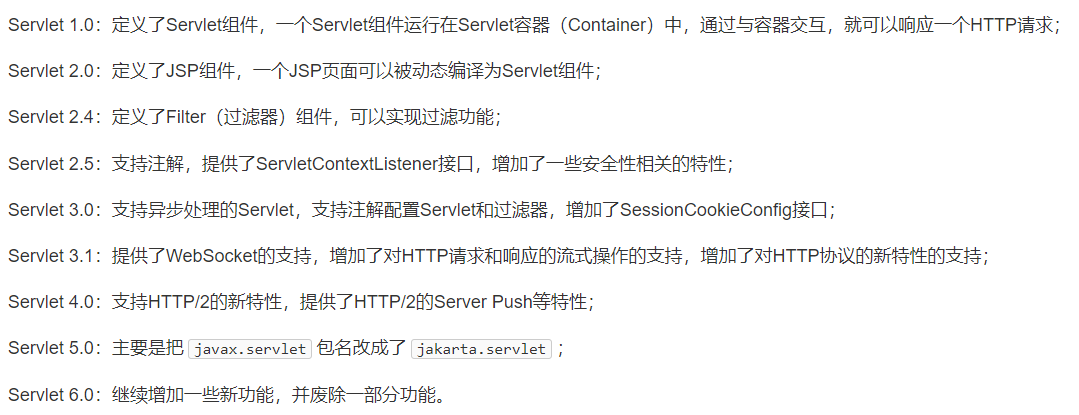 Servlet 1.0：定义了Servlet组件，一个Servlet组件运行在Servlet容器（Container）中，通过与容器交互，就可以响应一个HTTP请求；
Servlet 2.0：定义了JSP组件，一个JSP页面可以被动态编译为Servlet组件；
Servlet 2.4：定义了Filter（过滤器）组件，可以实现过滤功能；
Servlet 2.5：支持注解，提供了ServletContextListener接口，增加了一些安全性相关的特性；
Servlet 3.0：支持异步处理的Servlet，支持注解配置Servlet和过滤器，增加了SessionCookieConfig接口；
Servlet 3.1：提供了WebSocket的支持，增加了对HTTP请求和响应的流式操作的支持，增加了对HTTP协议的新特性的支持；
Servlet 4.0：支持HTTP/2的新特性，提供了HTTP/2的Server Push等特性；
Servlet 5.0：主要是把 javax.servlet 包名改成了 jakarta.servlet ；
Servlet 6.0：继续增加一些新功能，并废除一部分功能。